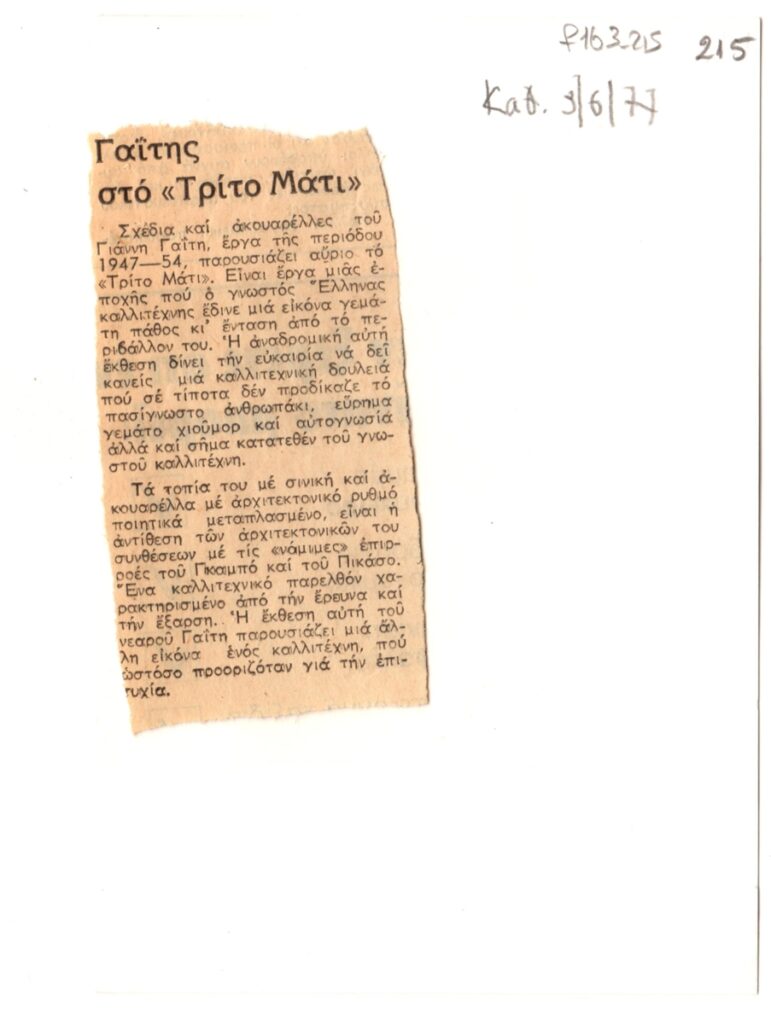 f163.215 215
Καθ. 9/6/77
Γαΐτης
στό «Τρίτο Μάτι»
Σχέδια καί ἀκουαρέλλες τοῦ
Γιάννη Γαΐτη, ἔργα τῆς περιόδου
1947—54, παρουσιάζει αὔριο τό
«Τρίτο Μάτι». Εἶναι ἔργα μιᾶς ἐ-
ποχῆς πού ὁ γνωστός Ἕλληνας
καλλιτέχνης ἔδινε μιά εἰκόνα γεμά-
τη πάθος κι' ἔνταση ἀπό τό πε-
ριβάλλον του. Ἡ ἀναδρομική αὐτή
ἔκθεση δίνει τήν εὐκαιρία νά δεῖ
κανείς μιά καλλιτεχνική δουλειά
πού σέ τίποτα δέν προδίκαζε τό
πασίγνωστο ἀνθρωπάκι, εὕρημα
γεμάτο χιοῦμορ καί αὐτογνωσία
ἀλλά καί σῆμα κατατεθέν τοῦ γνω-
στοῦ καλλιτέχνη.
Τά τοπία του μέ σινική καί ἀ-
κουαρέλλα μέ ἀρχιτεκτονικό ρυθμό
ποιητικά μεταπλασμένο, εἶναι ἡ
ἀντίθεση τῶν ἀρχιτεκτονικῶν του
συνθέσεων μέ τίς «νάμιμες» ἐπιρ-
ροές τοῦ Γκαμπό καί τοῦ Πικάσο.
Ἕνα καλλιτεχνικό παρελθόν χα-
ρακτηρισμένο ἀπό τήν ἔρευνα καί
τήν ἔξαρση. Ἡ ἔκθεση αὐτή τοῦ
νεαροῦ Γαΐτη παρουσιάζει μιά ἄλ-
λη εἰκόνα ἑνός καλλιτέχνη, πού
ὡστόσο προοριζόταν γιά τήν ἐπι-
τυχία.